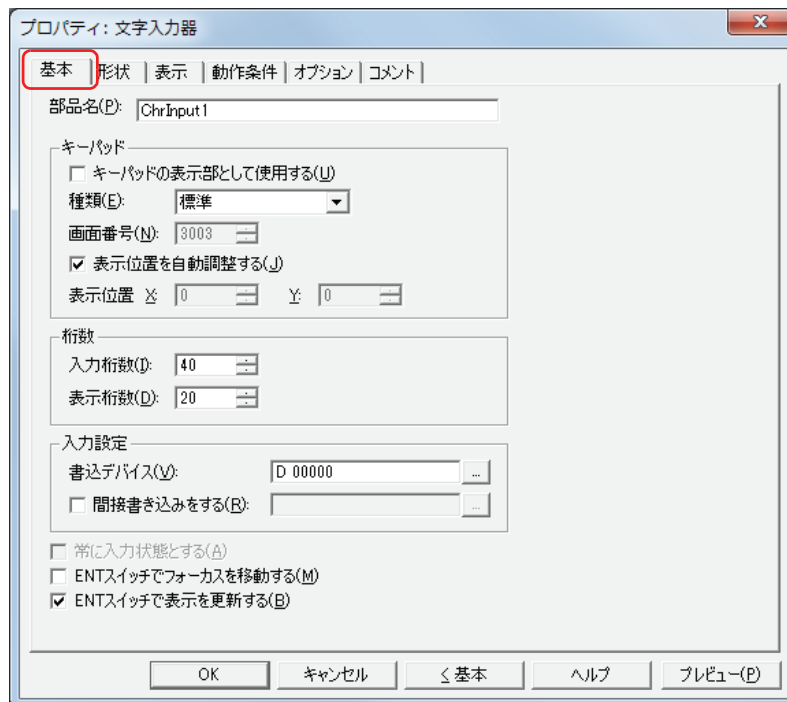 プロパティ：文字入力器
基本 形状 表示 動作条件 オプション コメント
部品名(P): ChrInput1
キーパッド
キーパッドの表示部として使用する(U)
種類(E): 標準
画面番号(N): 3003
表示位置を自動調整する(J)
表示位置 X: 0 Y: 0
桁数
入力桁数(I): 40
表示桁数(D): 20
入力設定
書込デバイス(V): D 00000 ...
間接書き込みをする(R): ...
常に入力状態とする(A)
ENTスイッチでフォーカスを移動する(M)
ENTスイッチで表示を更新する(B)
OK キャンセル < 基本 ヘルプ プレビュー(P)